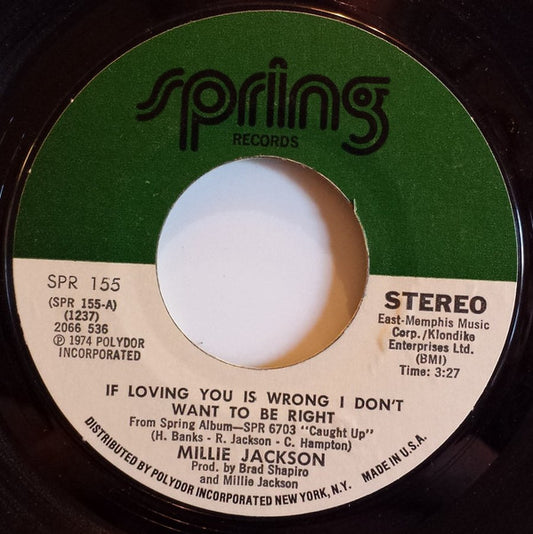 spring
RECORDS
SPR 155
(SPR 155-A)
(1237)
2066 536
Ⓟ 1974 POLYDOR
INCORPORATED
STEREO
East-Memphis Music
Corp./Klondike
Enterprises Ltd.
(BMI)
Time: 3:27
IF LOVING YOU IS WRONG I DON'T
WANT TO BE RIGHT
From Spring Album—SPR 6703 "Caught Up"
(H. Banks - R. Jackson - C. Hampton)
MILLIE JACKSON
Prod. by Brad Shapiro
and Millie Jackson
DISTRIBUTED BY POLYDOR INCORPORATED NEW YORK, N.Y. MADE IN U.S.A.